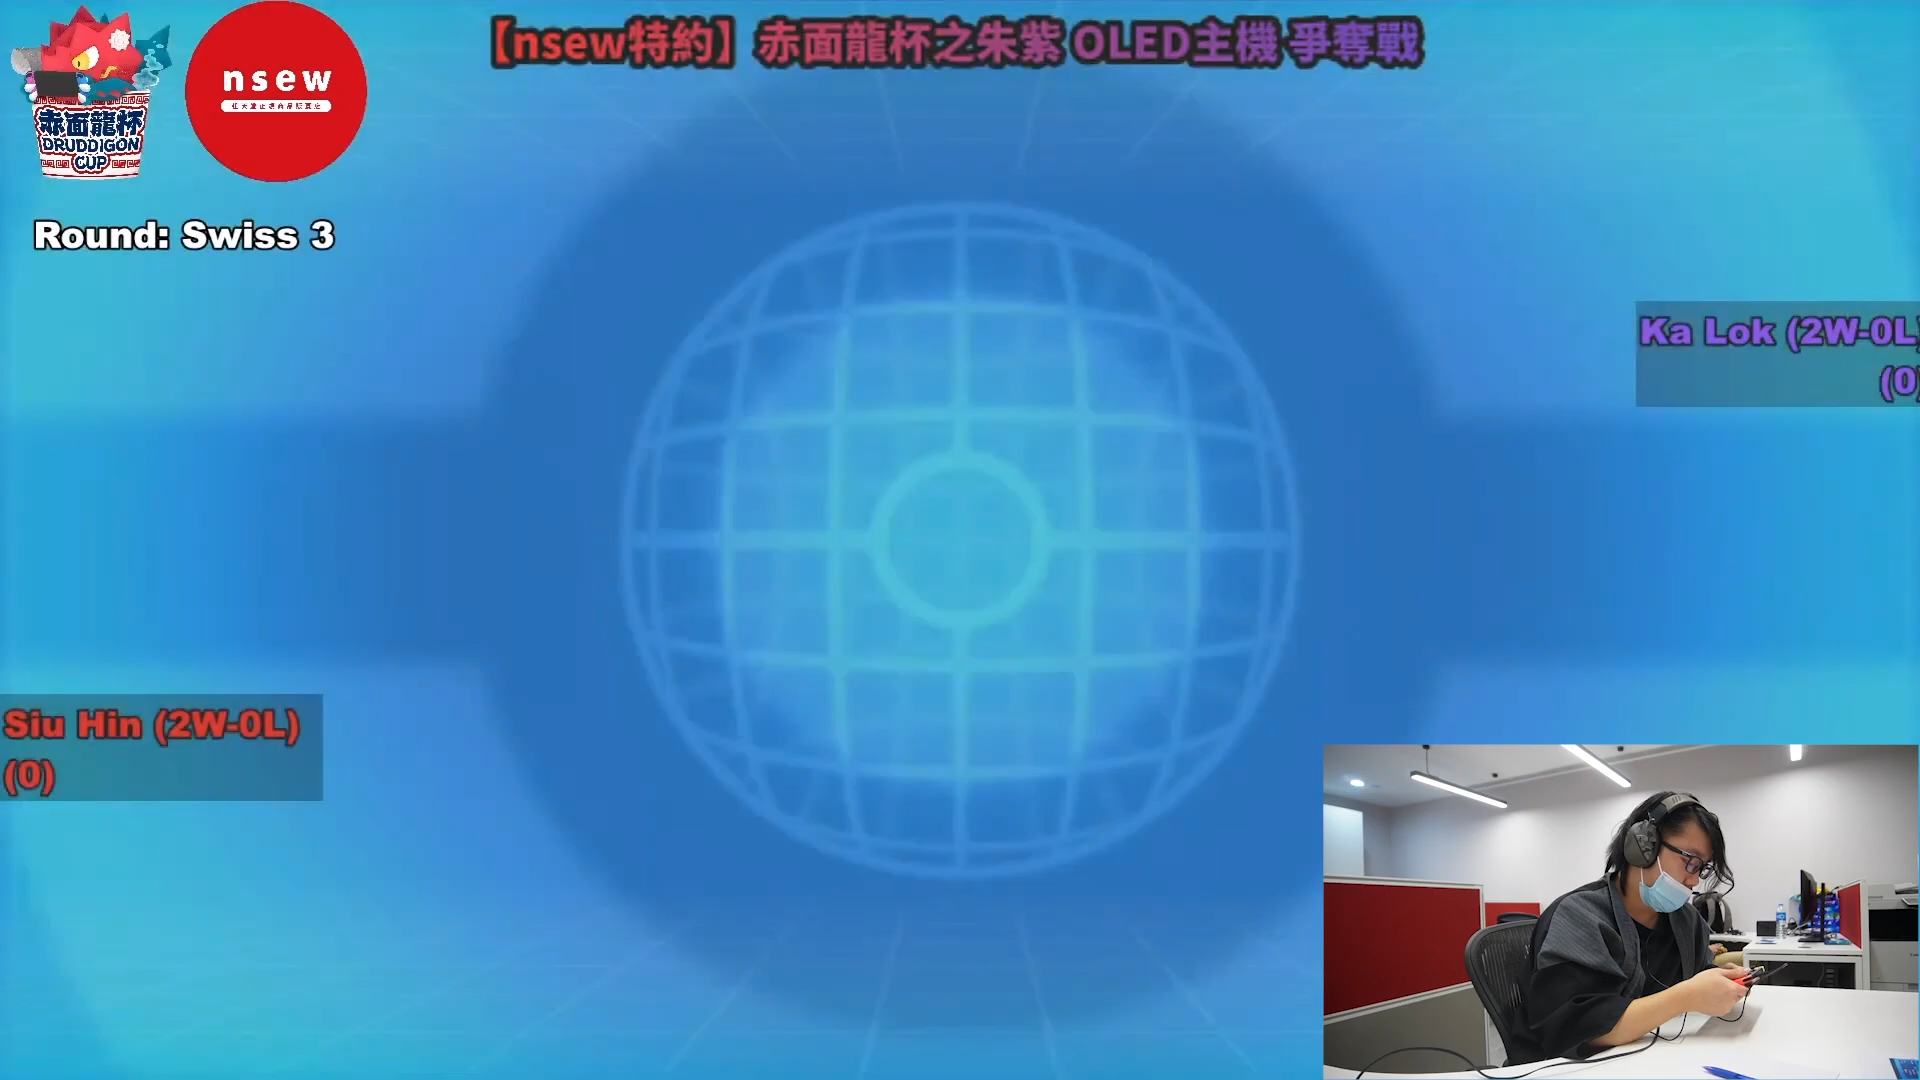 【nsew特約】赤面龍杯之朱紫 OLED主機 爭奪戰
赤面龍杯
DRUDDIGON
CUP
nsew
Round: Swiss 3
Ka Lok (2W-0L)
(0)
Siu Hin (2W-0L)
(0)